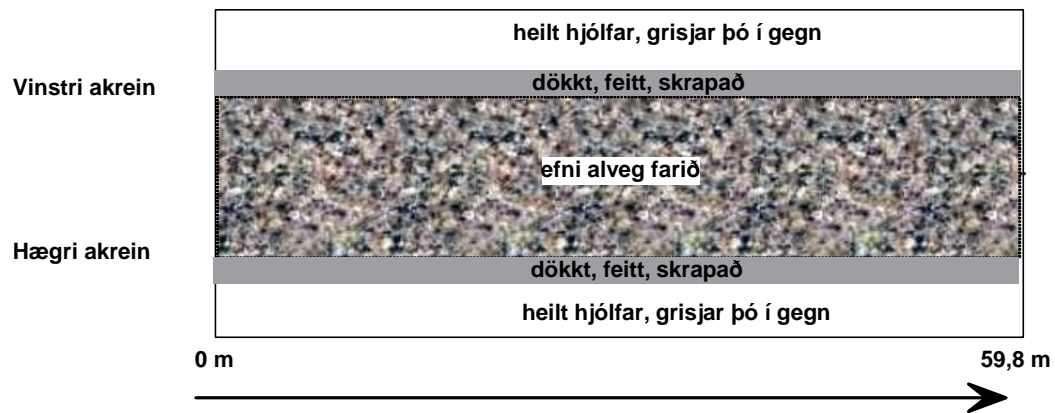 heilt hjólfar, grisjar þó í gegn
Vinstri akrein
dökkt, feitt, skrapað
efni alveg farið
Hægri akrein
dökkt, feitt, skrapað
heilt hjólfar, grisjar þó í gegn
0 m
59,8 m